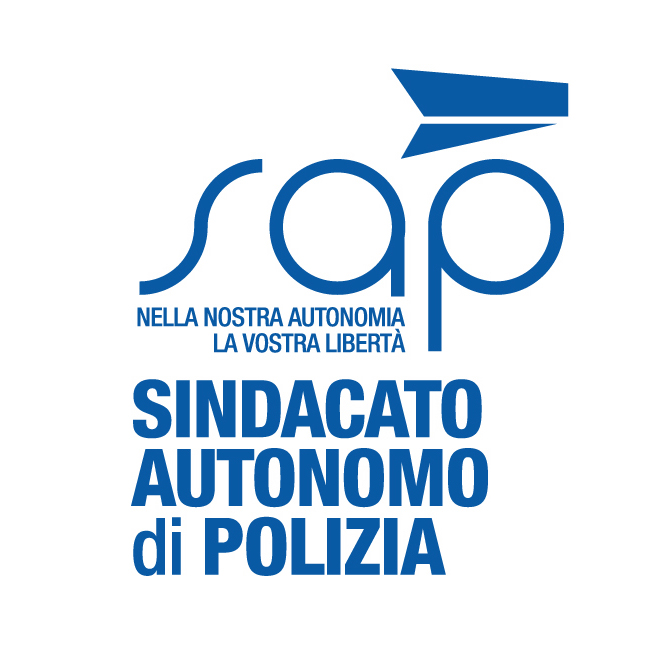 sap
NELLA NOSTRA AUTONOMIA
LA VOSTRA LIBERTÀ
SINDACATO
AUTONOMO
di POLIZIA